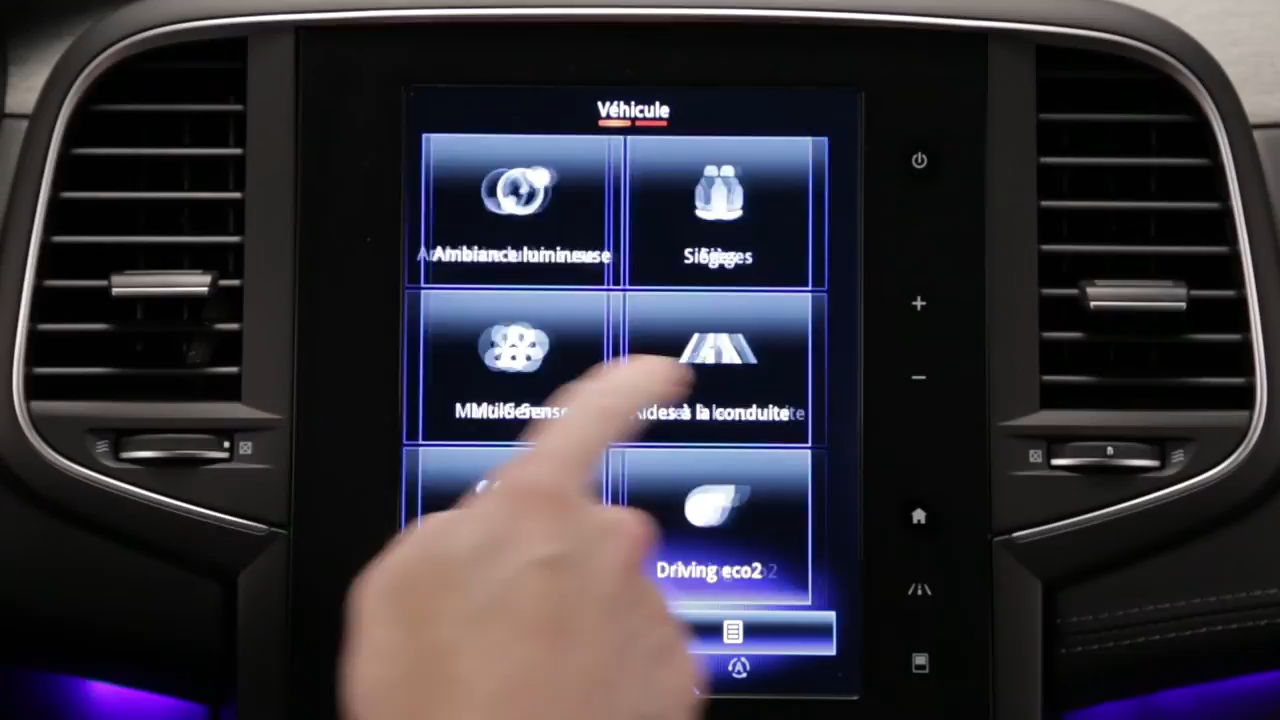 Véhicule
Ambiance lumineuse
Sièges
Multi-Sense
Aides à la conduite
Driving eco2
A